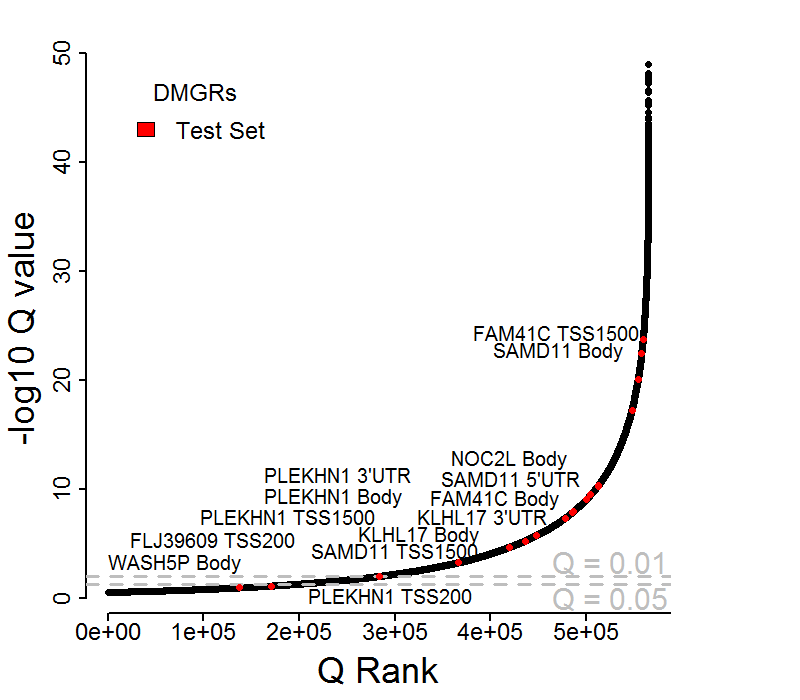 50
DMGRs
Test Set
40
30
FAM41C TSS1500
SAMD11 Body
20
NOC2L Body
PLEKHN1 3'UTR
SAMD11 5'UTR
10
PLEKHN1 Body
FAM41C Body
PLEKHN1 TSS1500
KLHL17 3'UTR
FLJ39609 TSS200
KLHL17 Body
SAMD11 TSS1500
WASH5P Body
Q = 0.01
0
PLEKHN1 TSS200
Q = 0.05
-log10 Q value
0e+00
1e+05
2e+05
3e+05
4e+05
5e+05
Q Rank